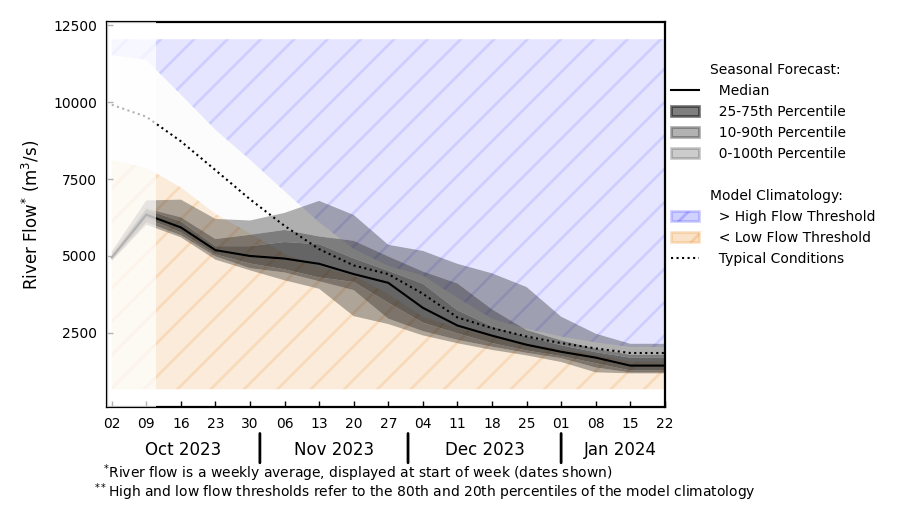 12500
10000
7500
5000
2500
River Flow* (m³/s)
02 09 16 23 30 06 13 20 27 04 11 18 25 01 08 15 22
Oct 2023 Nov 2023 Dec 2023 Jan 2024
Seasonal Forecast:
Median
25-75th Percentile
10-90th Percentile
0-100th Percentile
Model Climatology:
> High Flow Threshold
< Low Flow Threshold
Typical Conditions
*River flow is a weekly average, displayed at start of week (dates shown)
**High and low flow thresholds refer to the 80th and 20th percentiles of the model climatology